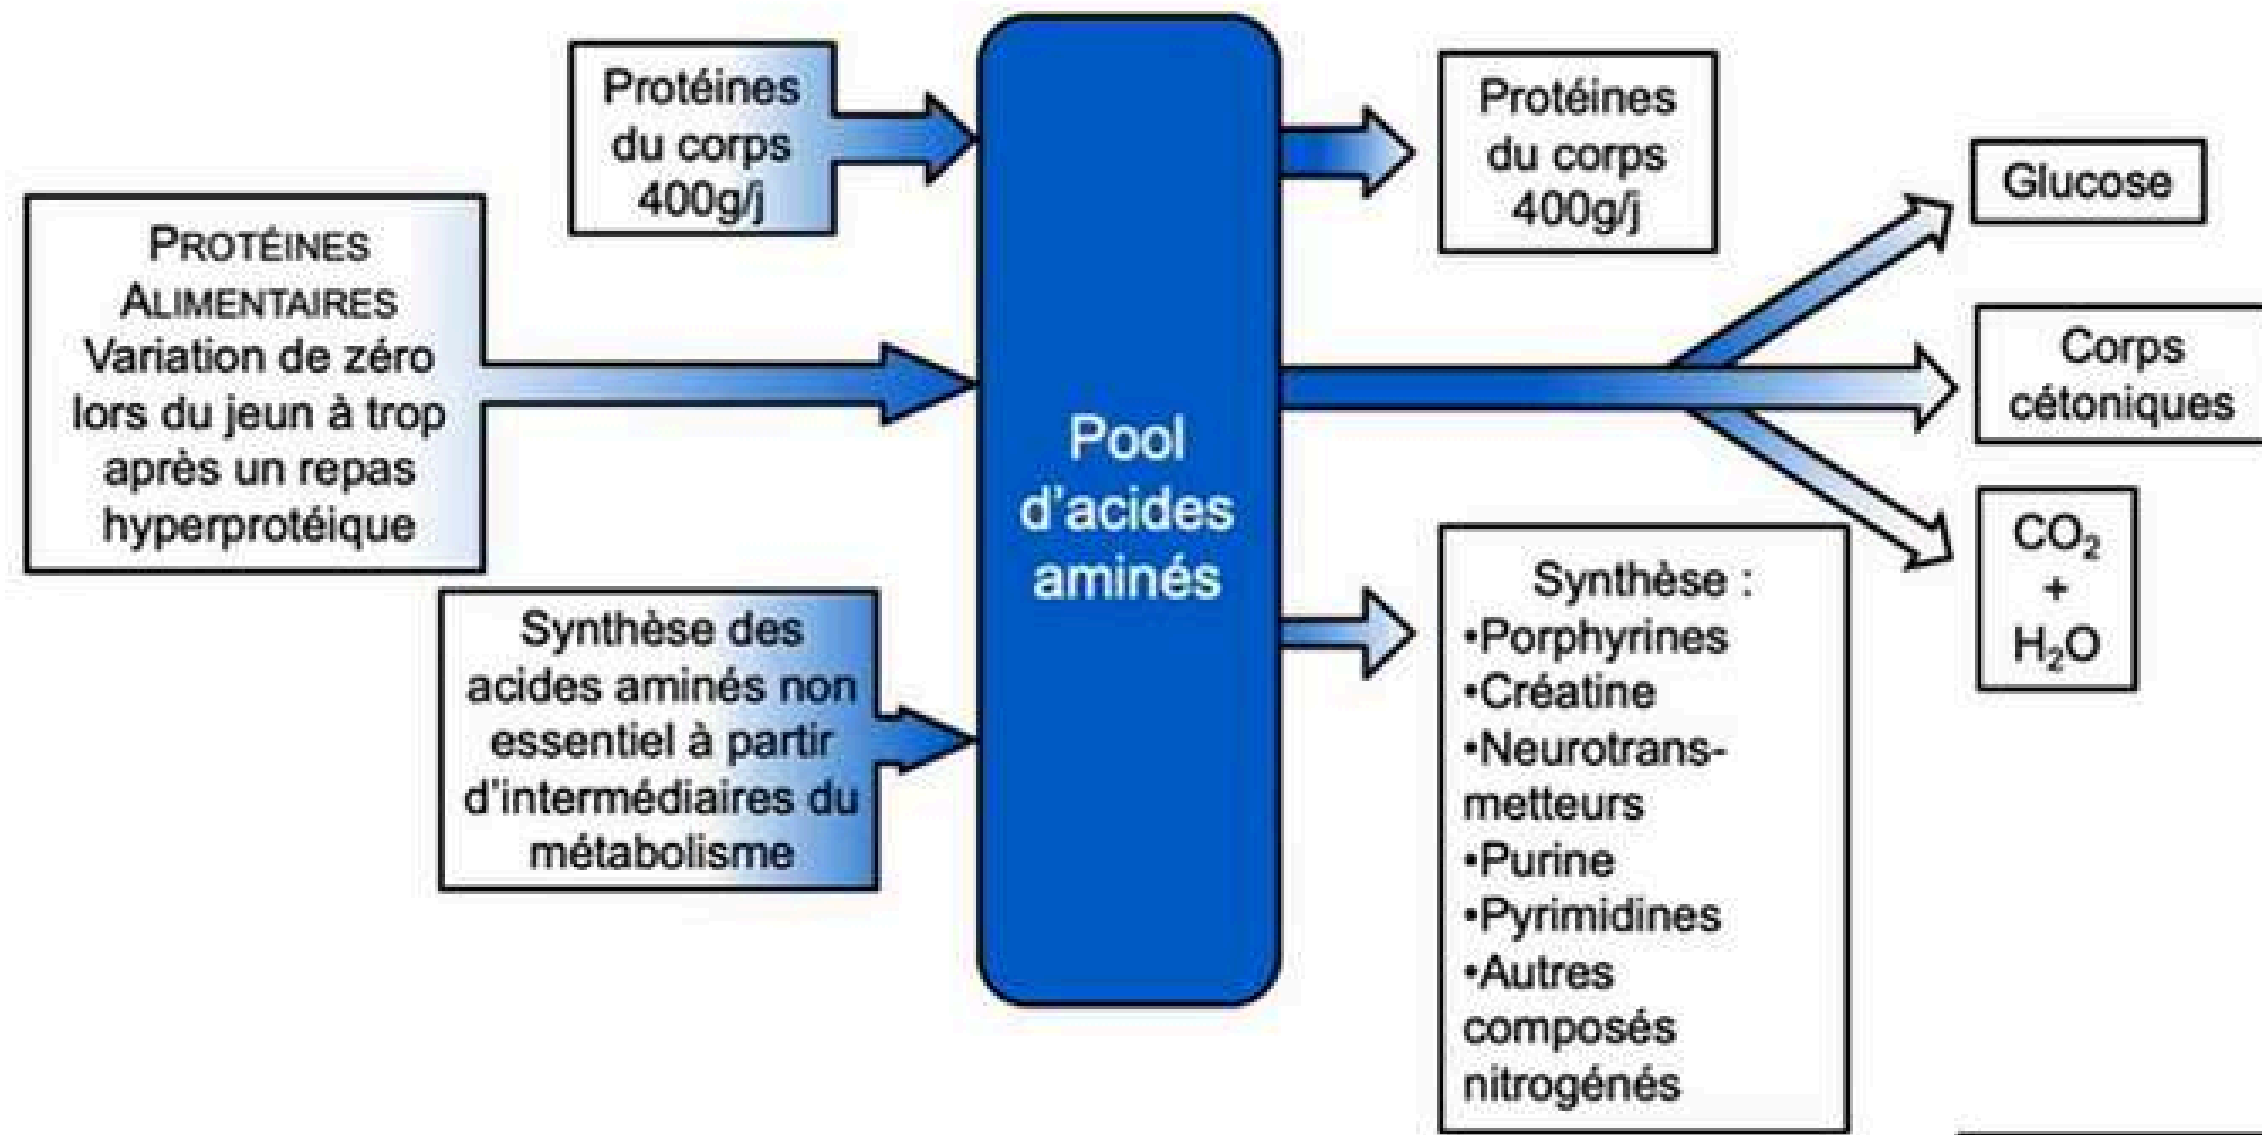 Protéines
du corps
400g/j
PROTÉINES
ALIMENTAIRES
Variation de zéro
lors du jeun à trop
après un repas
hyperprotéique
Synthèse des
acides aminés non
essentiel à partir
d'intermédiaires du
métabolisme
Pool
d'acides
aminés
Protéines
du corps
400g/j
Glucose
Corps
cétoniques
CO₂
+
H₂O
Synthèse :
•Porphyrines
•Créatine
•Neurotrans-
metteurs
•Purine
•Pyrimidines
•Autres
composés
nitrogénés